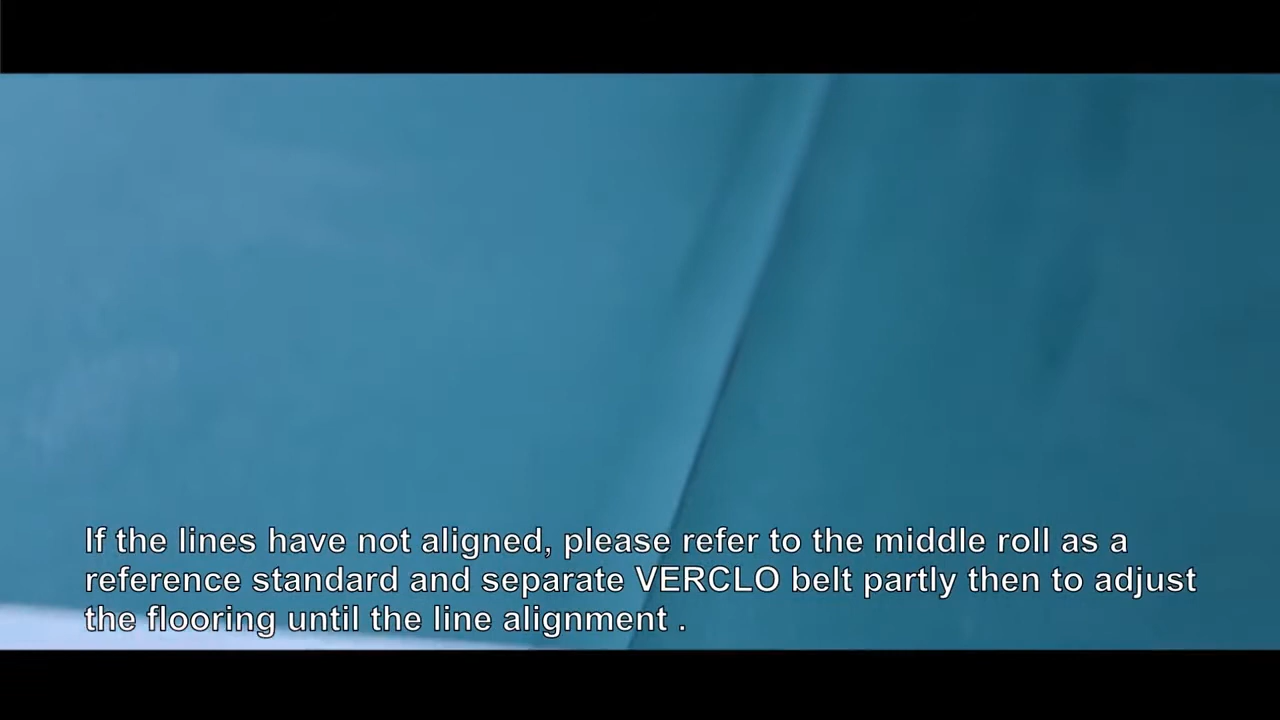 If the lines have not aligned, please refer to the middle roll as a
reference standard and separate VERCLO belt partly then to adjust
the flooring until the line alignment .